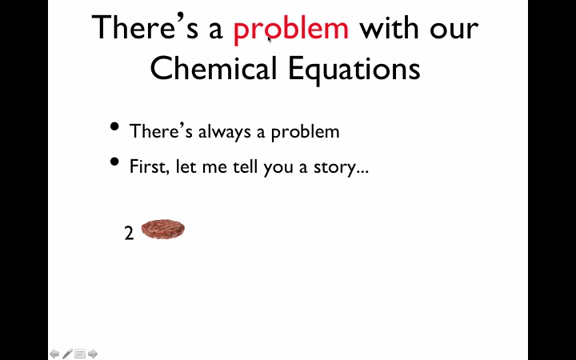 There's a problem with our
Chemical Equations
• There's always a problem
• First, let me tell you a story...
2